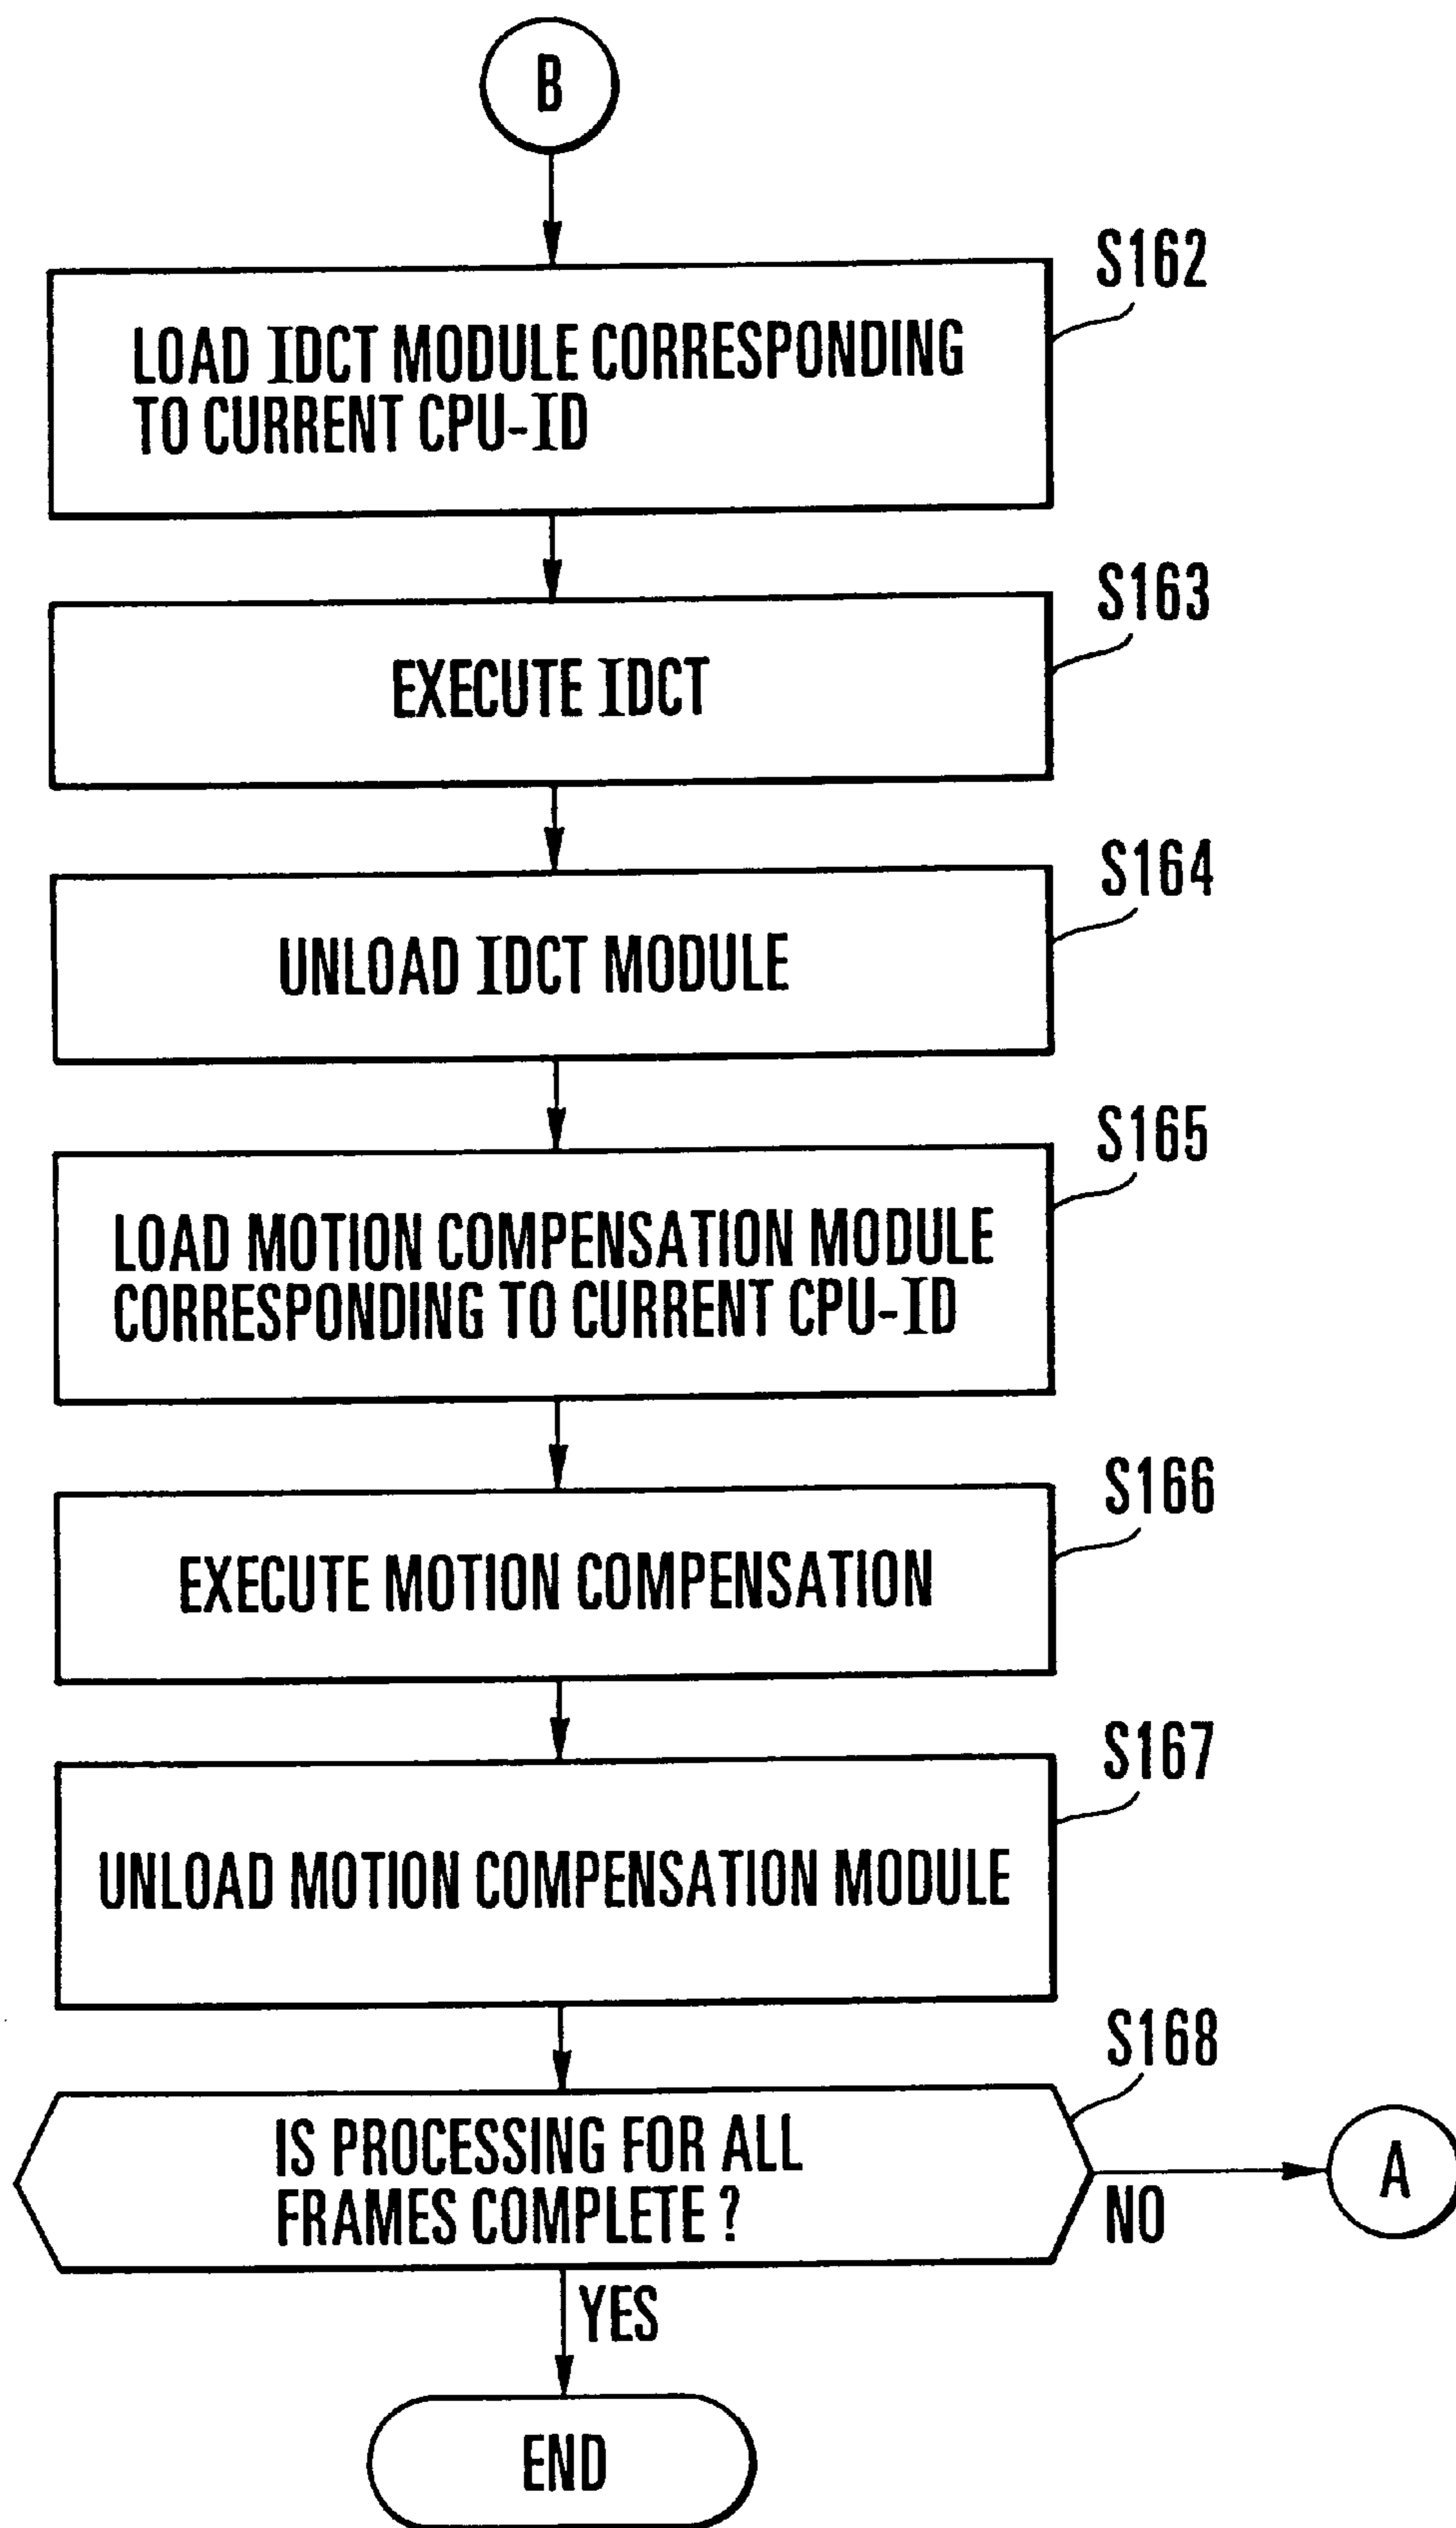 B
S162
LOAD IDCT MODULE CORRESPONDING
TO CURRENT CPU-ID
S163
EXECUTE IDCT
S164
UNLOAD IDCT MODULE
S165
LOAD MOTION COMPENSATION MODULE
CORRESPONDING TO CURRENT CPU-ID
S166
EXECUTE MOTION COMPENSATION
S167
UNLOAD MOTION COMPENSATION MODULE
S168
IS PROCESSING FOR ALL
FRAMES COMPLETE ?
A
NO
YES
END